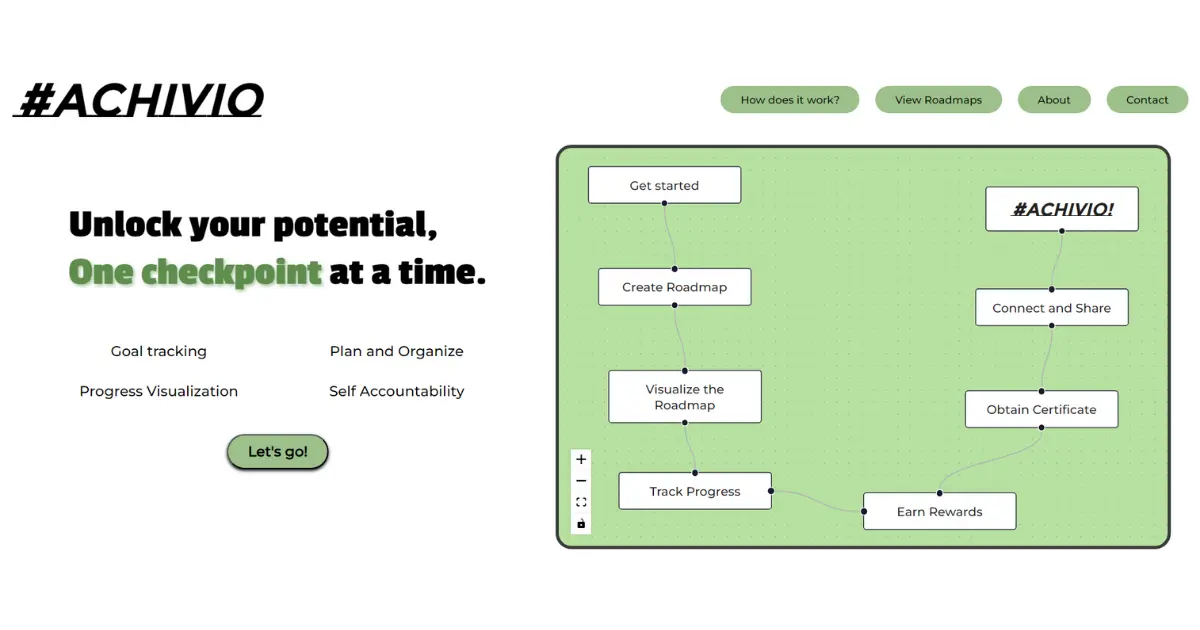 #ACHIVIO
How does it work?
View Roadmaps
About
Contact
Unlock your potential,
One checkpoint at a time.
Goal tracking
Plan and Organize
Progress Visualization
Self Accountability
Let's go!
Get started
Create Roadmap
Visualize the
Roadmap
Track Progress
Earn Rewards
Obtain Certificate
Connect and Share
#ACHIVIO!